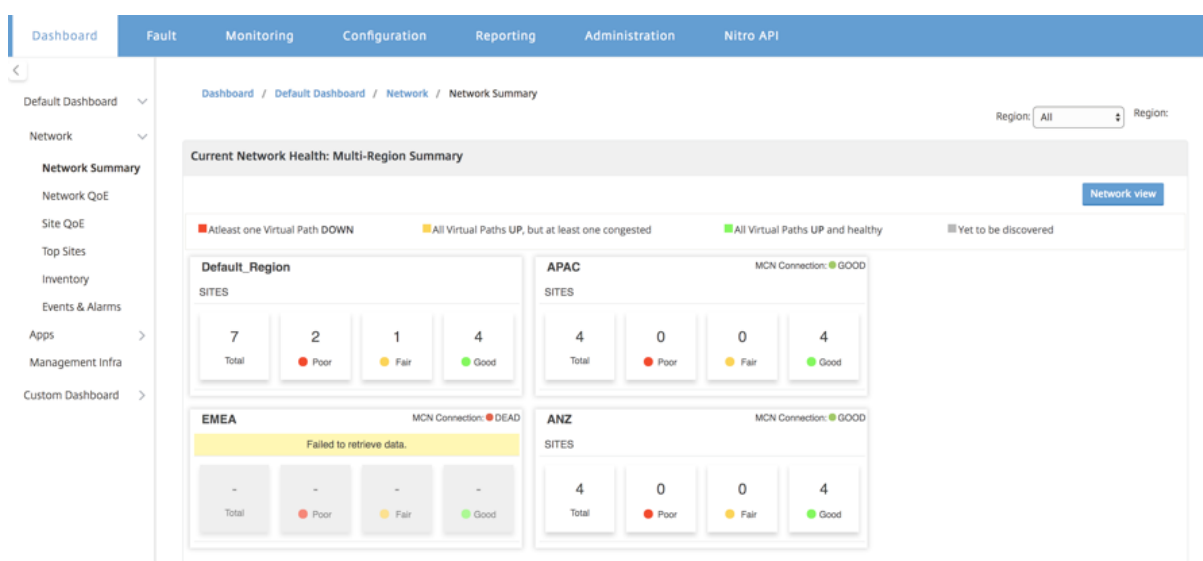 Dashboard Fault Monitoring Configuration Reporting Administration Nitro API
<
Default Dashboard
Network
Network Summary
Network QoE
Site QoE
Top Sites
Inventory
Events & Alarms
Apps
Management Infra
Custom Dashboard
Dashboard / Default Dashboard / Network / Network Summary
Region: All Region:
Current Network Health: Multi-Region Summary
Network view
Atleast one Virtual Path DOWN All Virtual Paths UP, but at least one congested All Virtual Paths UP and healthy Yet to be discovered
Default_Region
SITES
7 2 1 4
Total Poor Fair Good
APAC MCN Connection: GOOD
SITES
4 0 0 4
Total Poor Fair Good
EMEA MCN Connection: DEAD
Failed to retrieve data.
- - - -
Total Poor Fair Good
ANZ MCN Connection: GOOD
SITES
4 0 0 4
Total Poor Fair Good